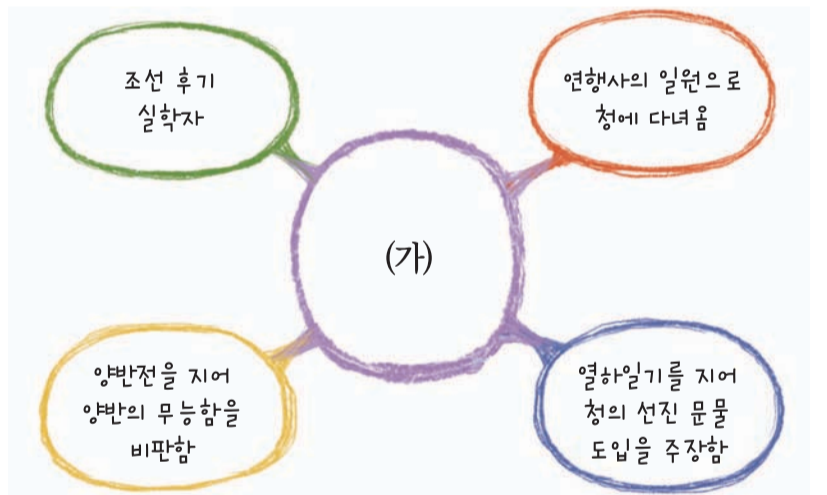 조선 후기
실학자
연행사의 일원으로
청에 다녀옴
(가)
양반전을 지어
양반의 무능함을
비판함
열하일기를 지어
청의 선진 문물
도입을 주장함